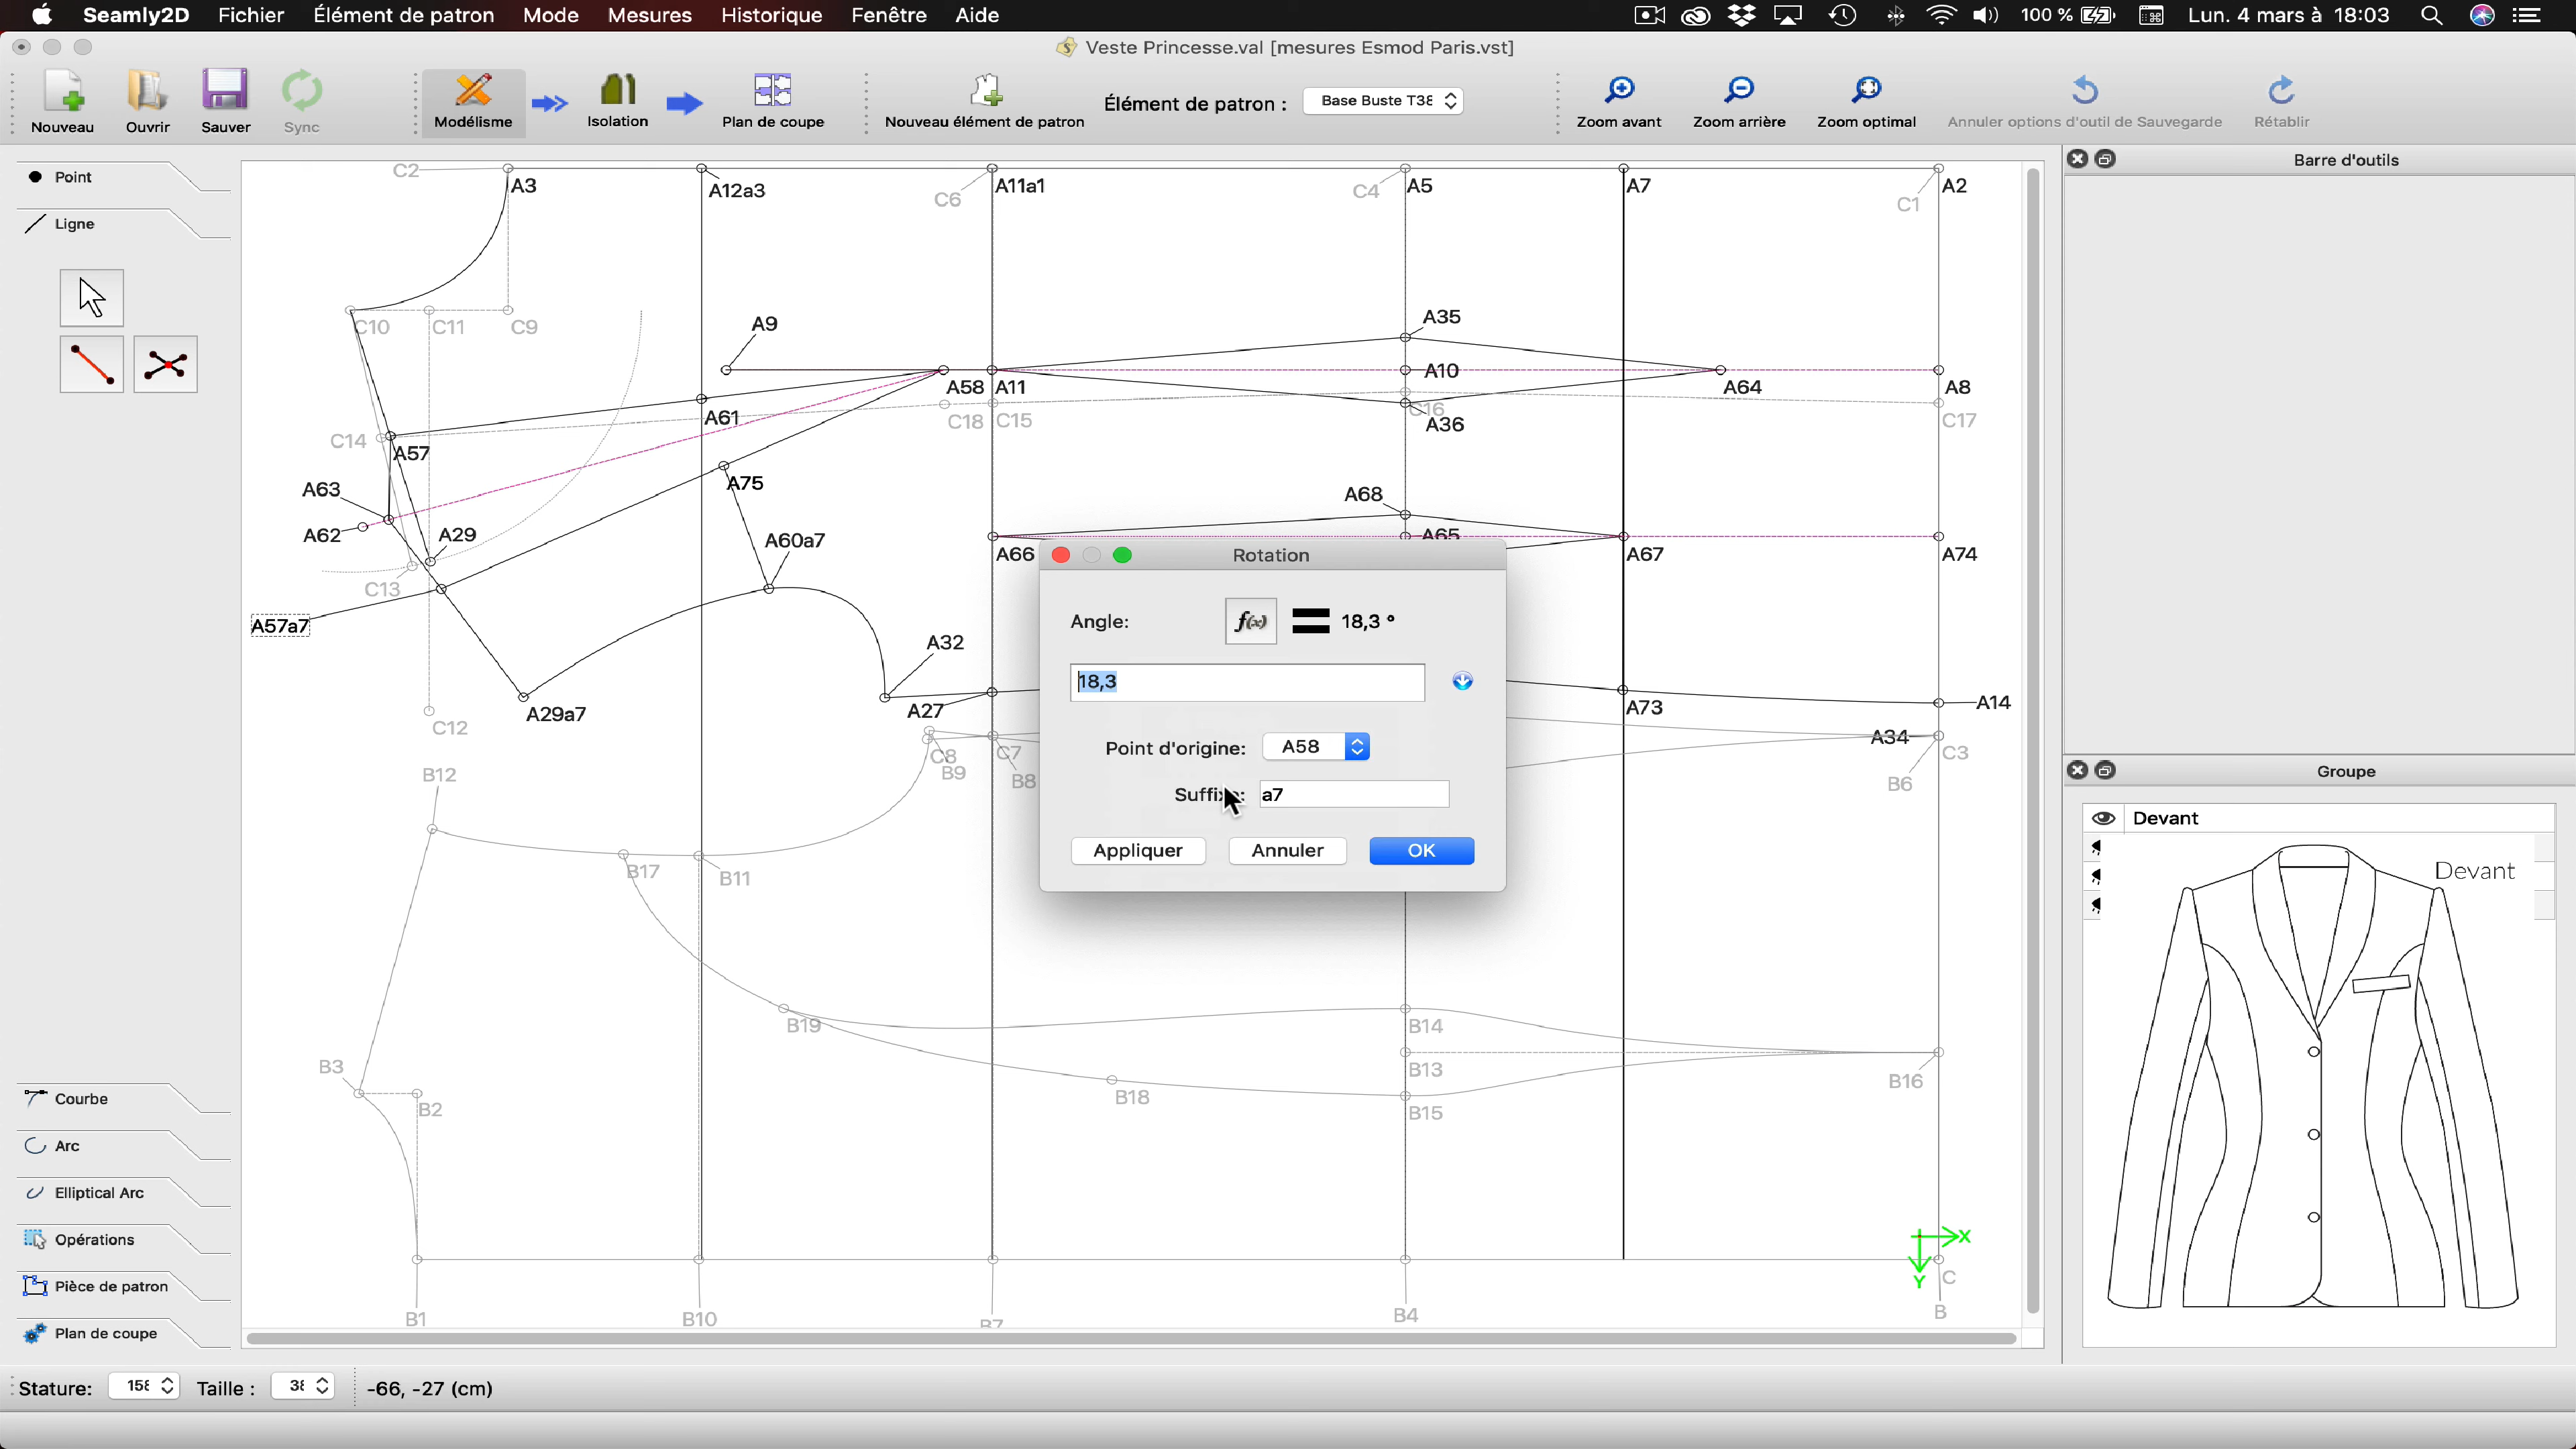 Seamly2D Fichier Élément de patron Mode Mesures Historique Fenêtre Aide 100 % Lun. 4 mars à 18:03
Veste Princesse.val [mesures Esmod Paris.vst]
Nouveau Ouvrir Sauver Sync Modélisme Isolation Plan de coupe Nouveau élément de patron Élément de patron : Base Buste T38 Zoom avant Zoom arrière Zoom optimal Annuler options d'outil de Sauvegarde Rétablir
Point
Ligne
Courbe
Arc
Elliptical Arc
Opérations
Pièce de patron
Plan de coupe
C2 A3 A12a3 C6 A11a1 C4 A5 A7 C1 A2
C10 C11 C9 A9 A35
A58 A11 A10 A64 A8
C14 A57 A61 C18 C15 C16 A36 C17
A63 A75 A68
A62 A29 A60a7 A66 A65 A67 A74
C13
A57a7 A32
A29a7 A27 A73 A14
C12 A34 C3
B12 C8 B9 C7 B8 B6
B17 B11
B19 B14
B3 B13 B16
B2 B18 B15
B1 B10 B7 B4 B
X
Y C
Rotation
Angle: f(x) 18,3 °
18,3
Point d'origine: A58
Suffixe: a7
Appliquer Annuler OK
Barre d'outils
Groupe
Devant
Devant
Stature: 158 Taille : 38 -66, -27 (cm)